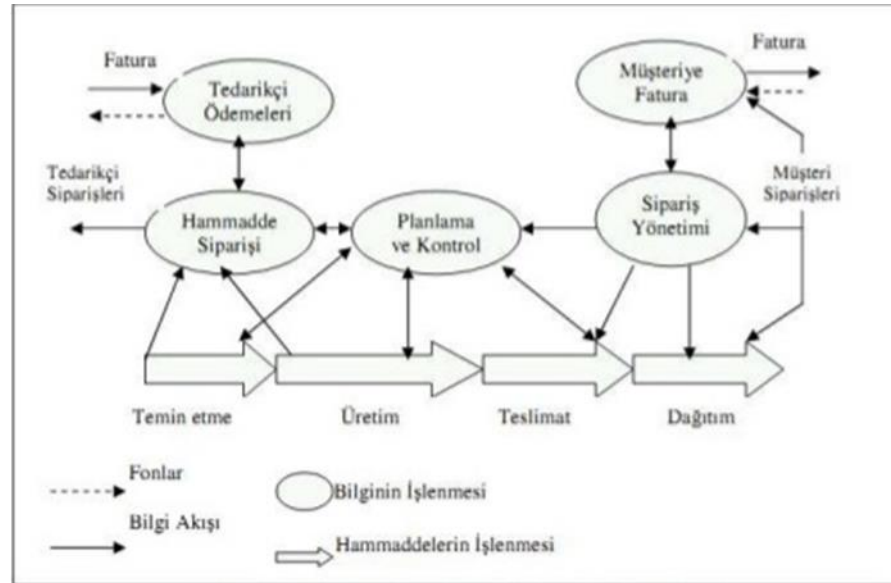 Fatura
Tedarikçi
Ödemeleri
Müşteriye
Fatura
Fatura
Tedarikçi
Siparişleri
Hammadde
Siparişi
Planlama
ve Kontrol
Sipariş
Yönetimi
Müşteri
Siparişleri
Temin etme
Üretim
Teslimat
Dağıtım
Fonlar
Bilginin İşlenmesi
Bilgi Akışı
Hammaddelerin İşlenmesi